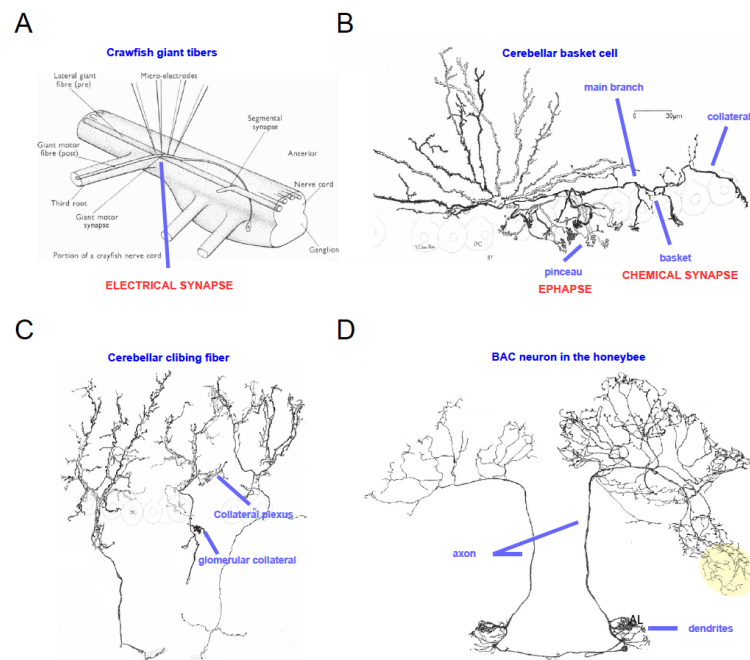 A
Crawfish giant tibers
Lateral giant
fibre (pre)
Micro-electrodes
Segmental
synapse
Giant motor
fibre (post)
Anterior
Nerve cord
Third root
Giant motor
synapse
Ganglion
Portion of a crayfish nerve cord
ELECTRICAL SYNAPSE
B
Cerebellar basket cell
main branch
collateral
0 30µm
PC
pinceau
basket
EPHAPSE
CHEMICAL SYNAPSE
C
Cerebellar clibing fiber
Collateral plexus
glomerular collateral
D
BAC neuron in the honeybee
axon
AL
dendrites